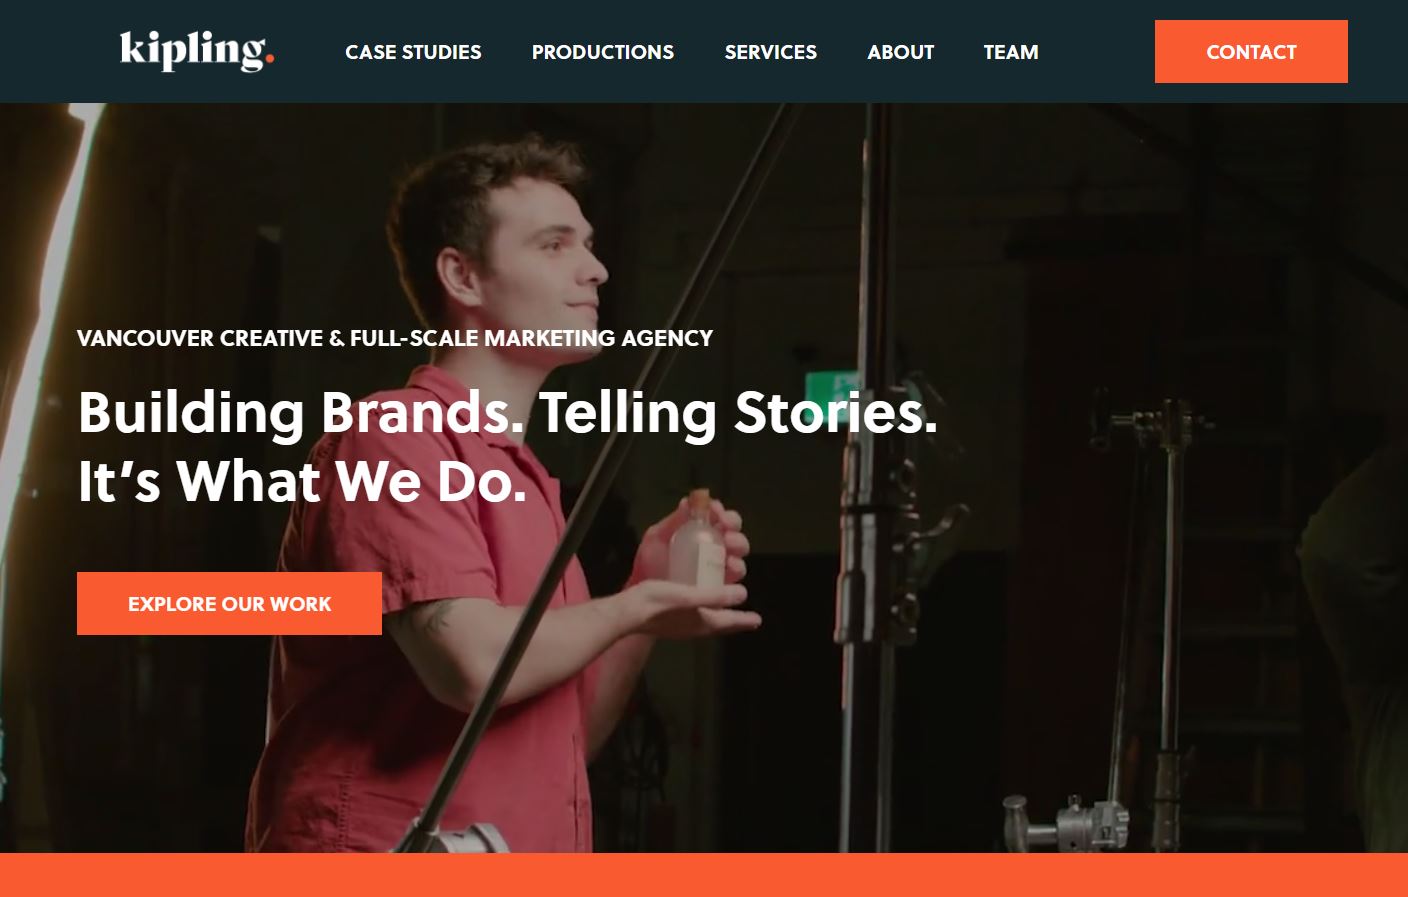 kipling.
CASE STUDIES
PRODUCTIONS
SERVICES
ABOUT
TEAM
CONTACT
VANCOUVER CREATIVE & FULL-SCALE MARKETING AGENCY
Building Brands. Telling Stories.
It’s What We Do.
EXPLORE OUR WORK